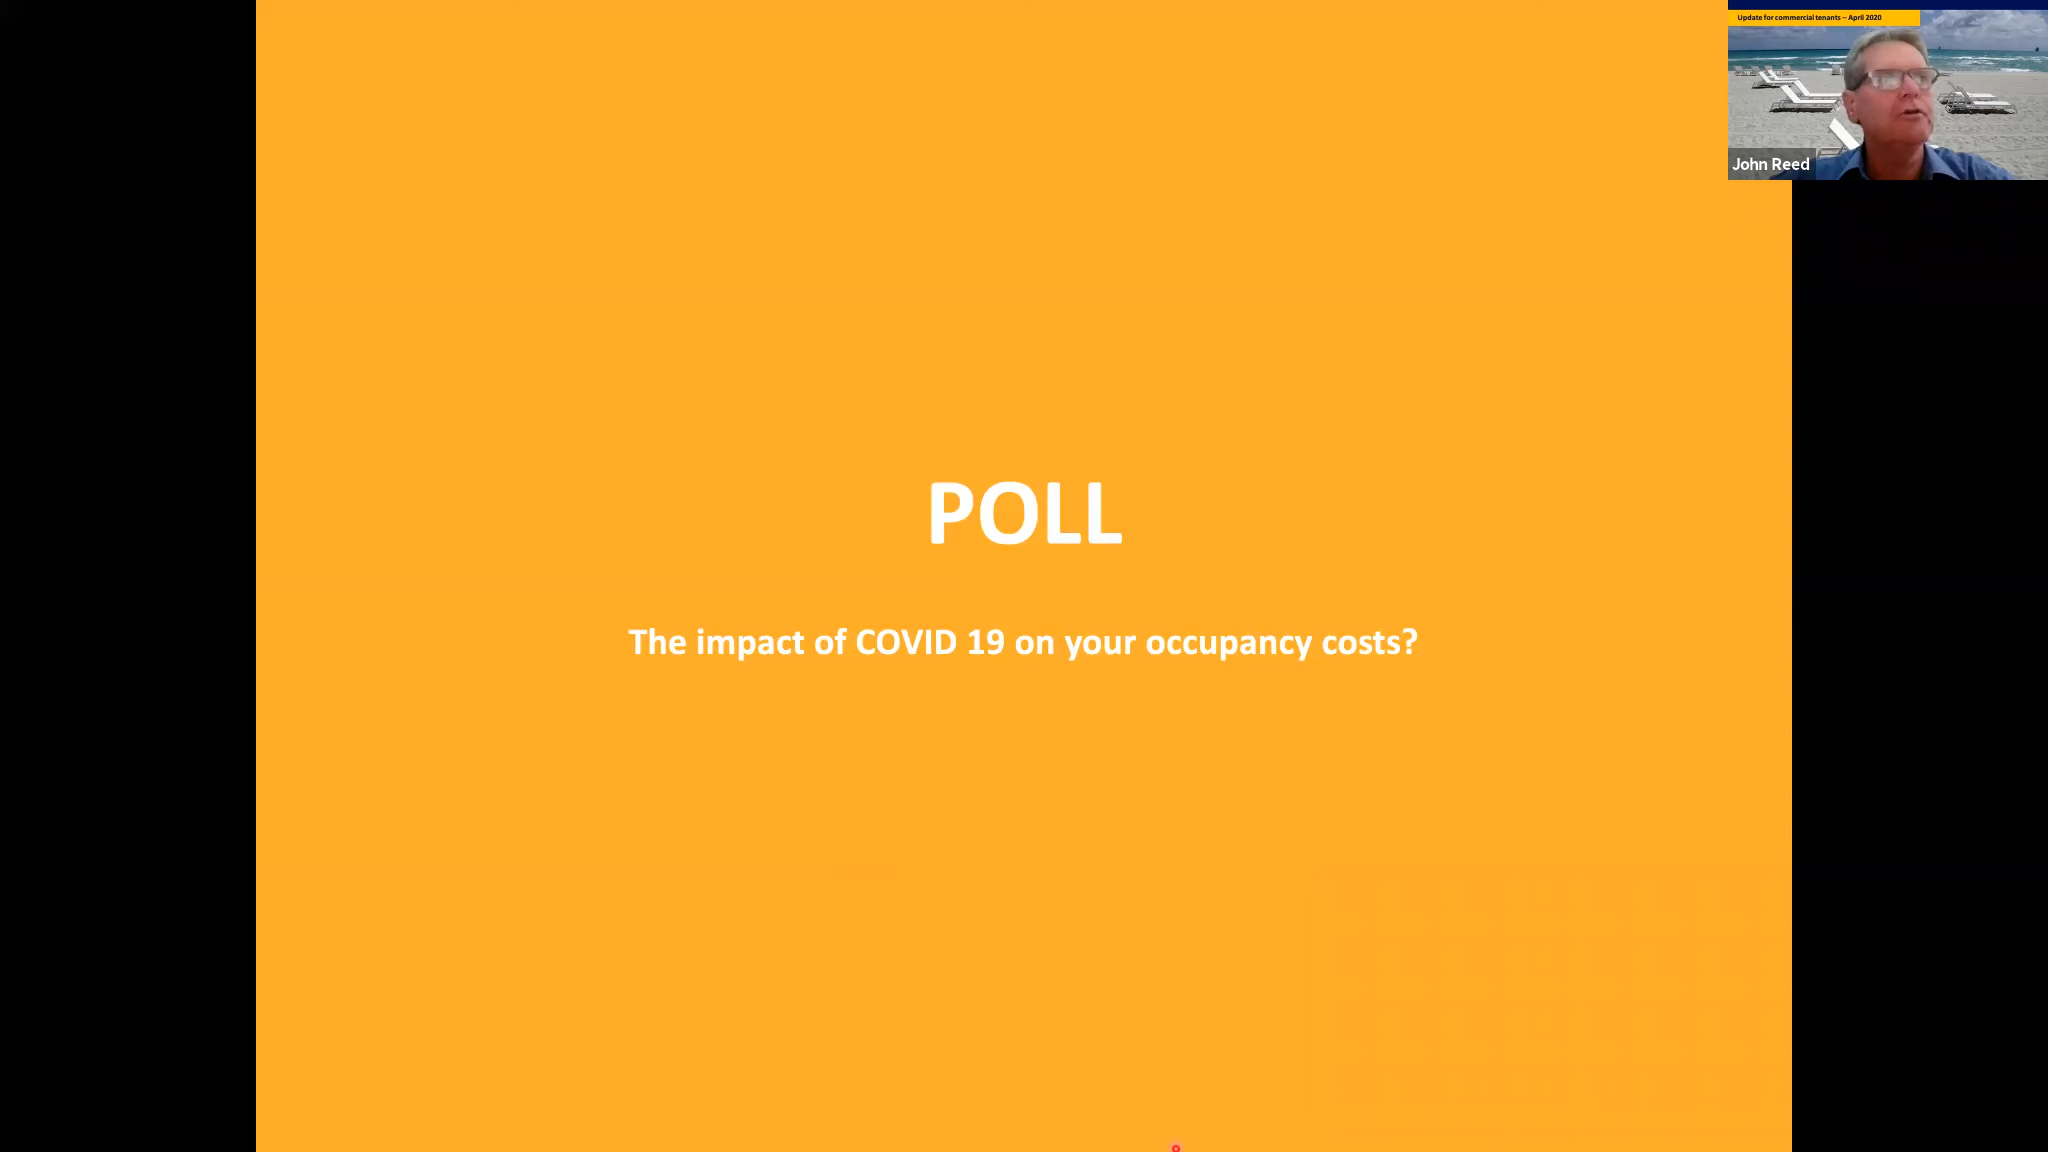 Update for commercial tenants – April 2020
John Reed
POLL
The impact of COVID 19 on your occupancy costs?